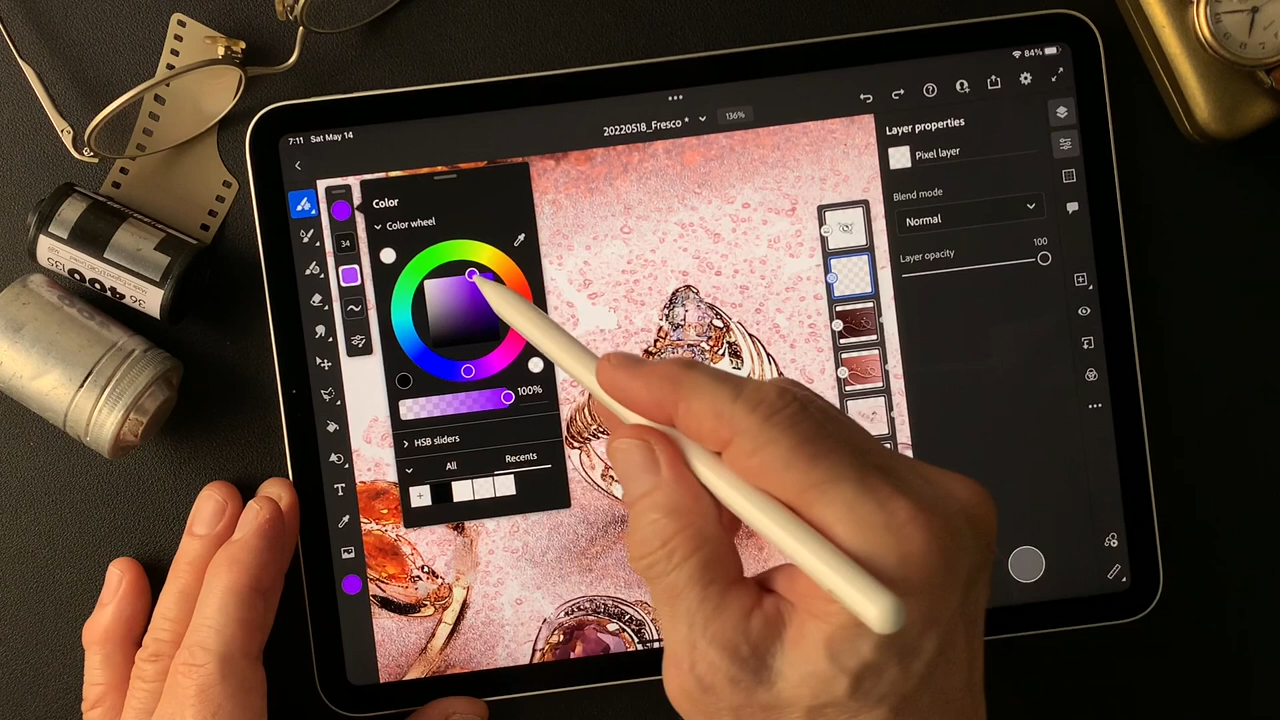 7:11 Sat May 14
84%
20220518_Fresco *
136%
Layer properties
Pixel layer
Blend mode
Normal
Layer opacity
100
Color
Color wheel
34
100%
HSB sliders
All
Recents
+
T
36
400
135